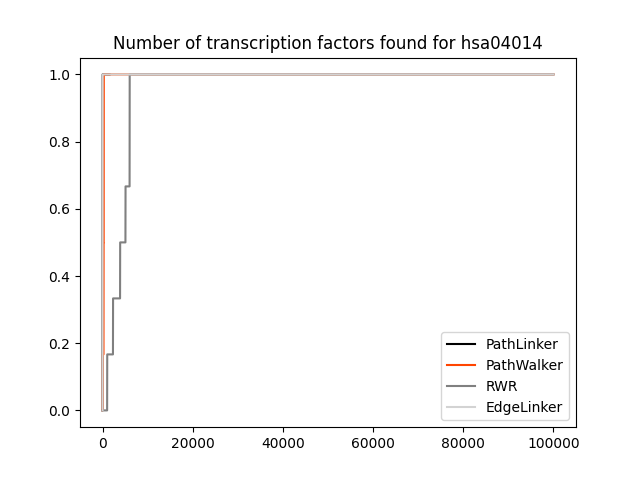 Number of transcription factors found for hsa04014
1.0
0.8
0.6
0.4
0.2
0.0
PathLinker
PathWalker
RWR
EdgeLinker
0 20000 40000 60000 80000 100000